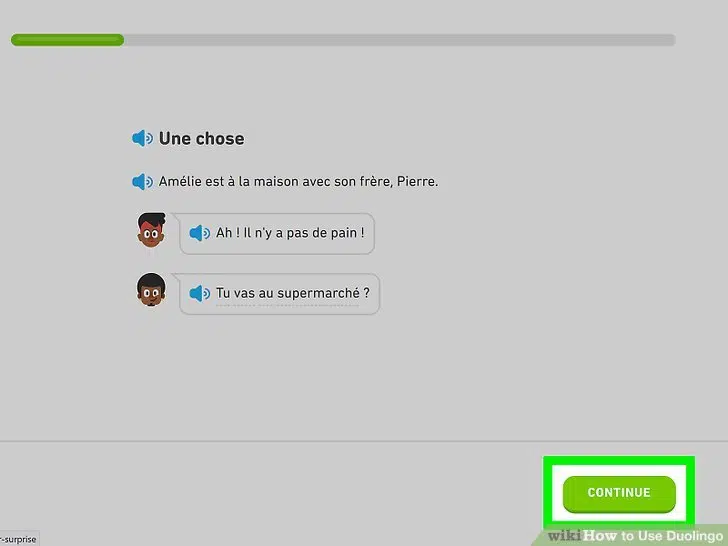 Une chose
Amélie est à la maison avec son frère, Pierre.
Ah ! Il n'y a pas de pain !
Tu vas au supermarché ?
CONTINUE
r-surprise
wikiHow to Use Duolingo